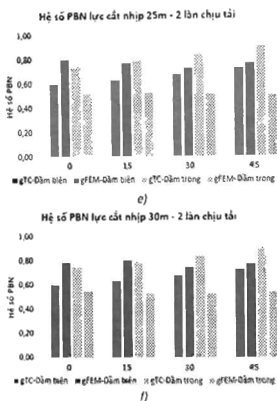 Hệ số PBN lực cắt nhịp 25m - 2 làn chịu tải
1,00
0,80
0,60
0,40
0,20
0,00
Hệ số PBN
0 15 30 45
gTC-Dầm biên gFEM-Dầm biên gTC-Dầm trong gFEM-Dầm trong
e)
Hệ số PBN lực cắt nhịp 30m - 2 làn chịu tải
1,00
0,80
0,60
0,40
0,20
0,00
Hệ số PBN
0 15 30 45
gTC-Dầm biên gFEM-Dầm biên gTC-Dầm trong gFEM-Dầm trong
f)